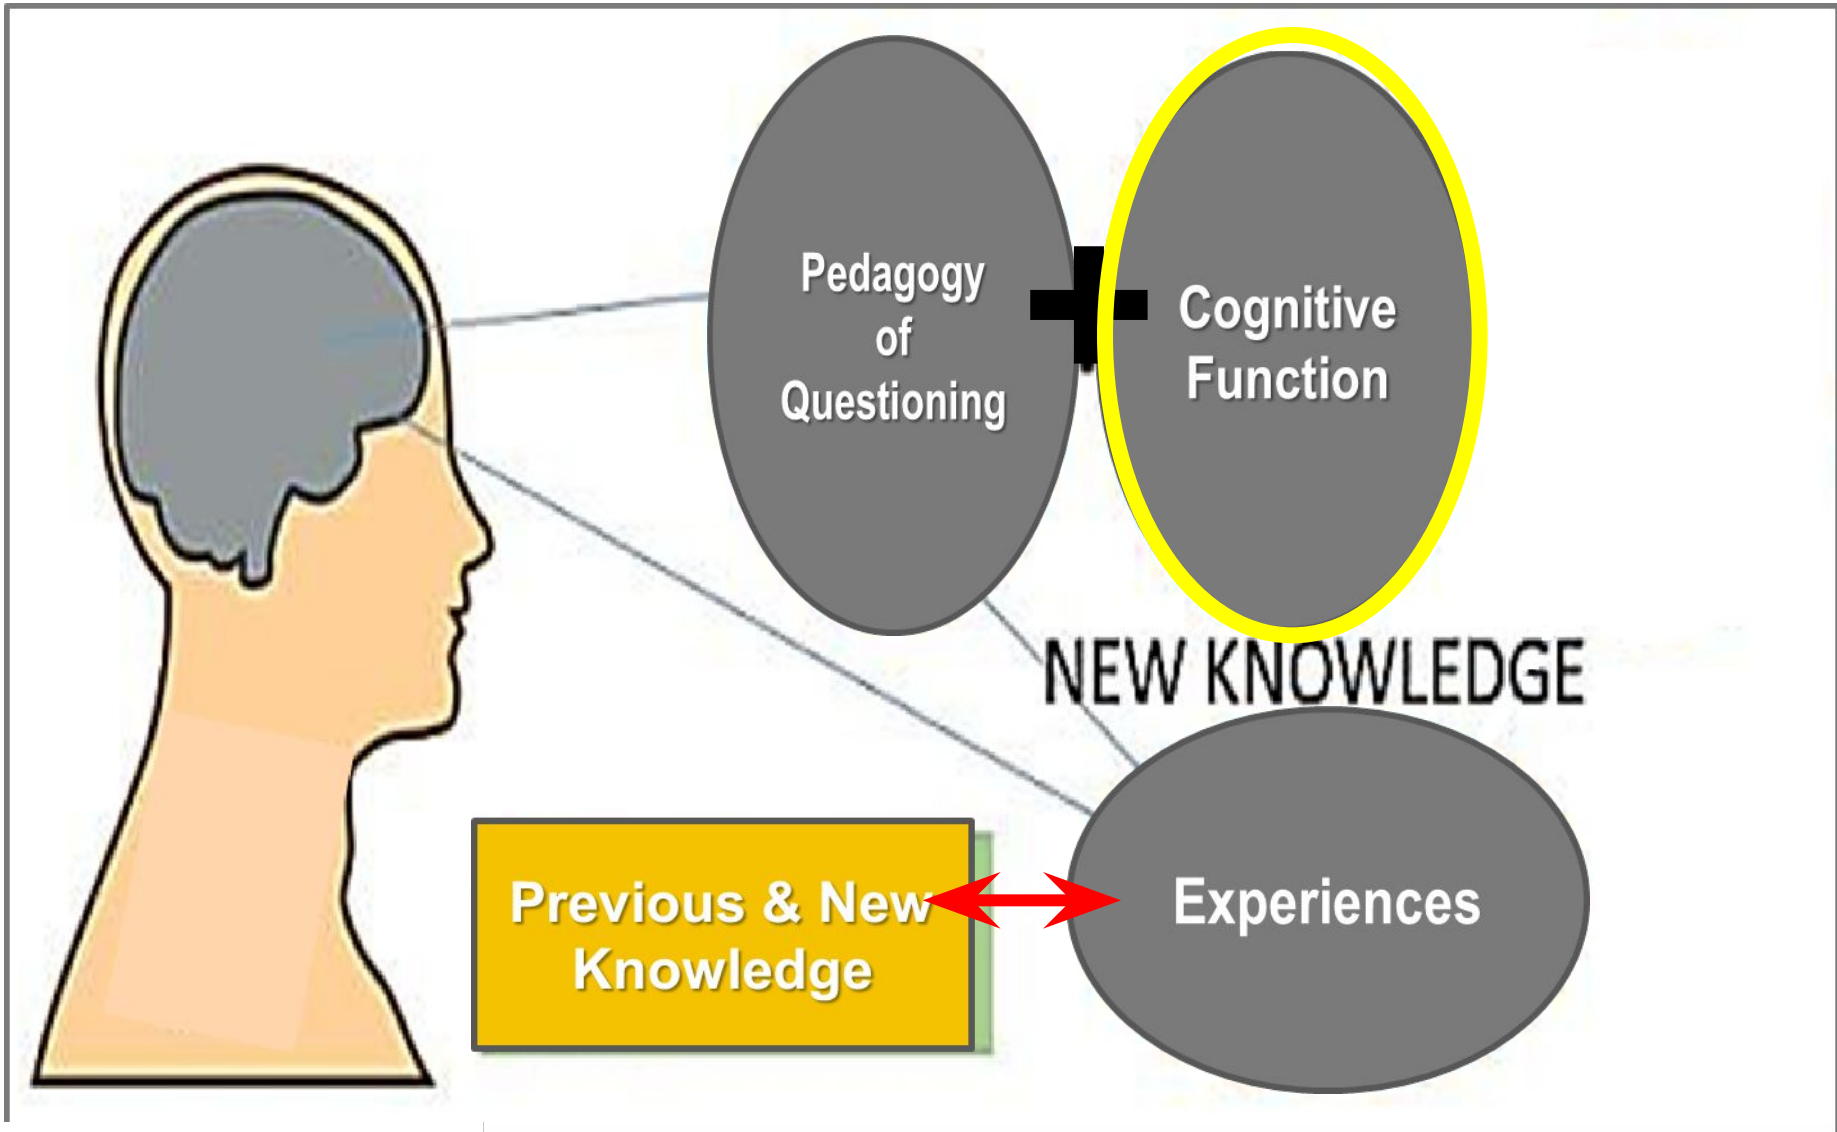 Pedagogy
of
Questioning
Cognitive
Function
NEW KNOWLEDGE
Previous & New
Knowledge
Experiences